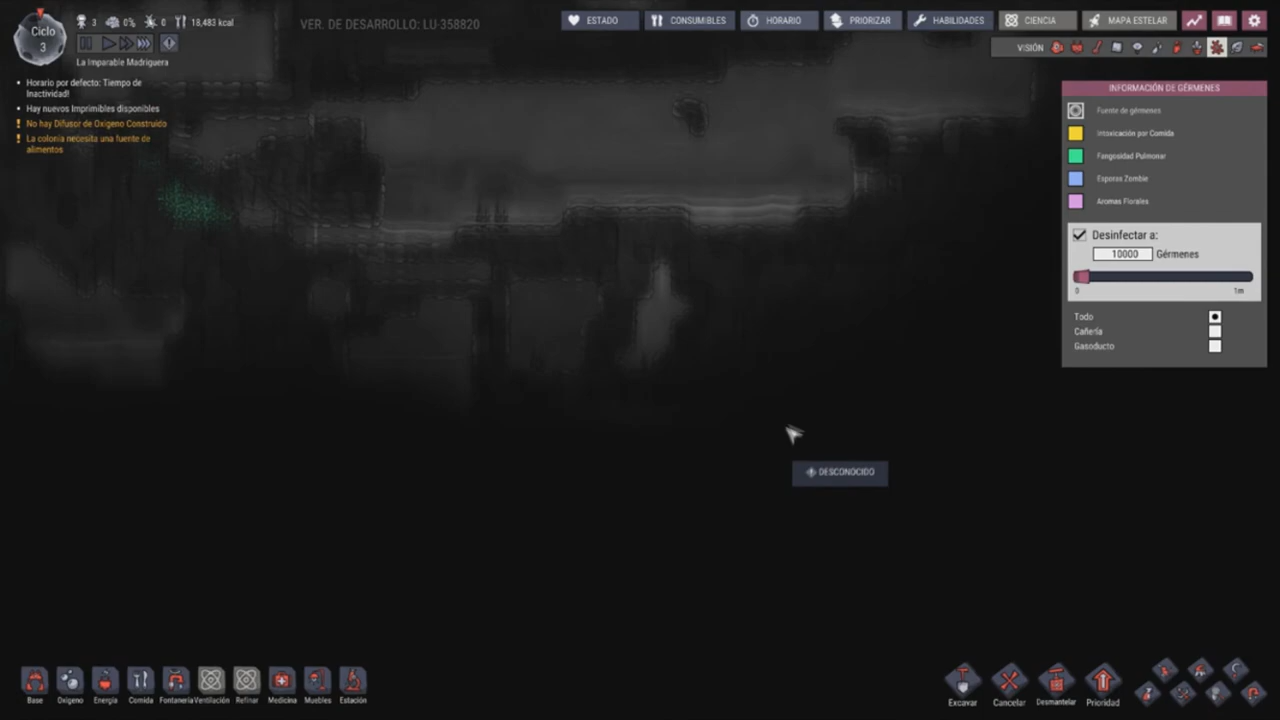 Ciclo
3
3 0% 0 18,483 kcal
La Imparable Madriguera
Horario por defecto: Tiempo de
Inactividad!
Hay nuevos Imprimibles disponibles
No hay Difusor de Oxígeno Construido
La colonia necesita una fuente de
alimentos
VER. DE DESARROLLO: LU-358820
ESTADO
CONSUMIBLES
HORARIO
PRIORIZAR
HABILIDADES
CIENCIA
MAPA ESTELAR
VISIÓN
INFORMACIÓN DE GÉRMENES
Fuente de gérmenes
Intoxicación por Comida
Fangosidad Pulmonar
Esporas Zombie
Aromas Florales
Desinfectar a:
10000 Gérmenes
0 1m
Todo
Cañería
Gasoducto
DESCONOCIDO
Base Oxígeno Energía Comida Fontanería Ventilación Refinar Medicina Muebles Estación
Excavar Cancelar Desmantelar Prioridad